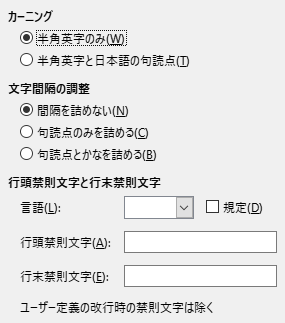 カーニング
半角英字のみ(W)
半角英字と日本語の句読点(T)
文字間隔の調整
間隔を詰めない(N)
句読点のみを詰める(C)
句読点とかなを詰める(B)
行頭禁則文字と行末禁則文字
言語(L):
規定(D)
行頭禁則文字(A):
行末禁則文字(E):
ユーザー定義の改行時の禁則文字は除く